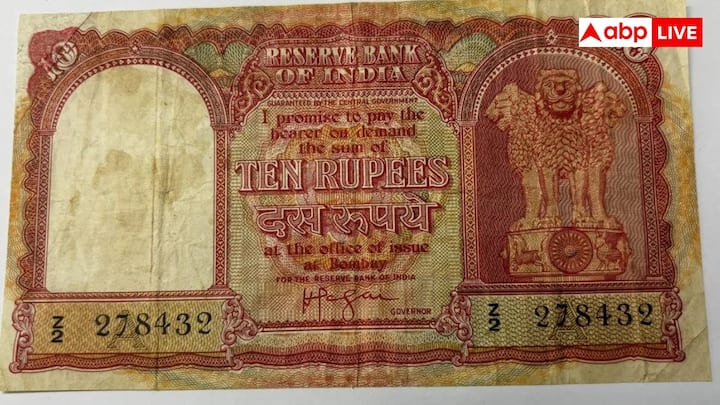 abp LIVE
RESERVE BANK
OF INDIA
GUARANTEED BY THE CENTRAL GOVERNMENT
I promise to pay the
bearer on demand
the sum of
TEN RUPEES
दस रुपये
at the office of issue
at Bombay
FOR THE RESERVE BANK OF INDIA
GOVERNOR
Z/2 278432
Z/2 278432